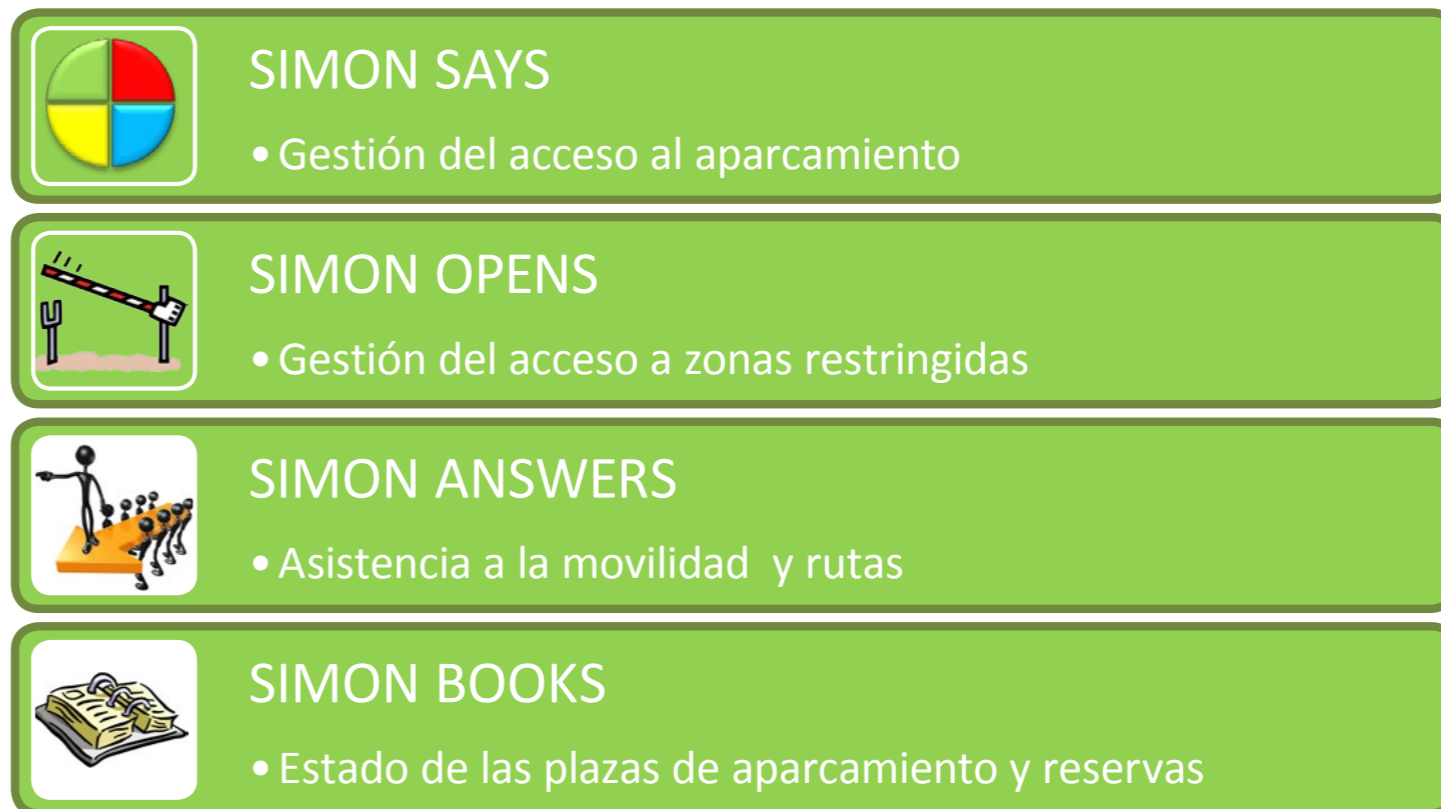 SIMON SAYS
•Gestión del acceso al aparcamiento
SIMON OPENS
•Gestión del acceso a zonas restringidas
SIMON ANSWERS
•Asistencia a la movilidad y rutas
SIMON BOOKS
•Estado de las plazas de aparcamiento y reservas